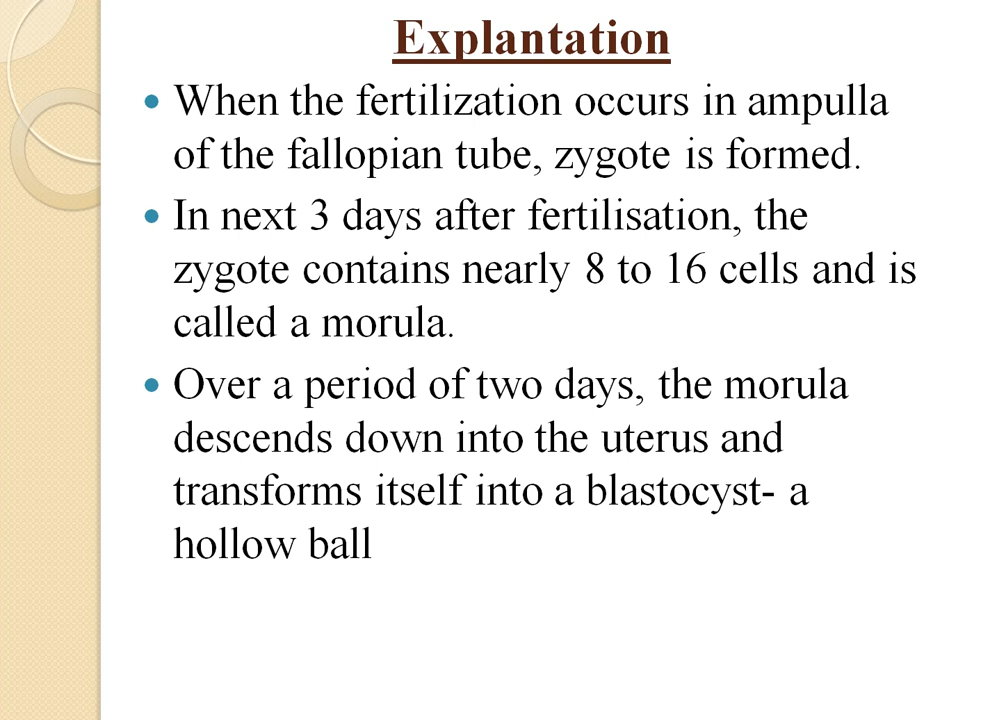 Explantation
• When the fertilization occurs in ampulla
of the fallopian tube, zygote is formed.
• In next 3 days after fertilisation, the
zygote contains nearly 8 to 16 cells and is
called a morula.
• Over a period of two days, the morula
descends down into the uterus and
transforms itself into a blastocyst- a
hollow ball